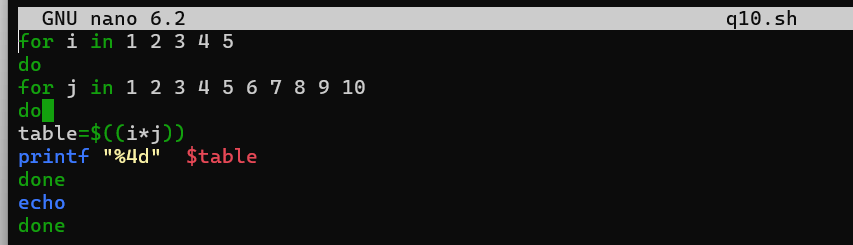 GNU nano 6.2 q10.sh
for i in 1 2 3 4 5
do
for j in 1 2 3 4 5 6 7 8 9 10
do
table=$((i*j))
printf "%4d"  $table
done
echo
done